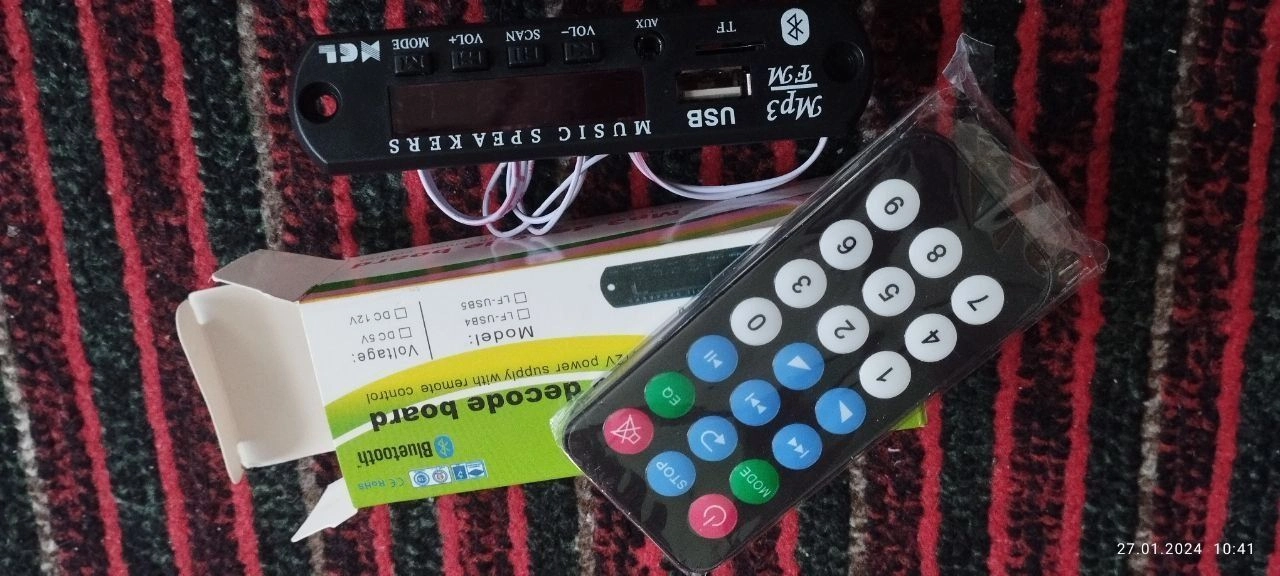 Mp3
FM
USB
MUSIC SPEAKERS
TF
AUX
VOL-
SCAN
VOL+
MODE
MODE
STOP
EQ
0
1
2
3
4
5
6
7
8
9
CE RoHS
Bluetooth
decode board
12V power supply with remote control
Model:
LF-USB4
LF-USB5
Voltage:
DC 5V
DC 12V
board
27.01.2024 10:41